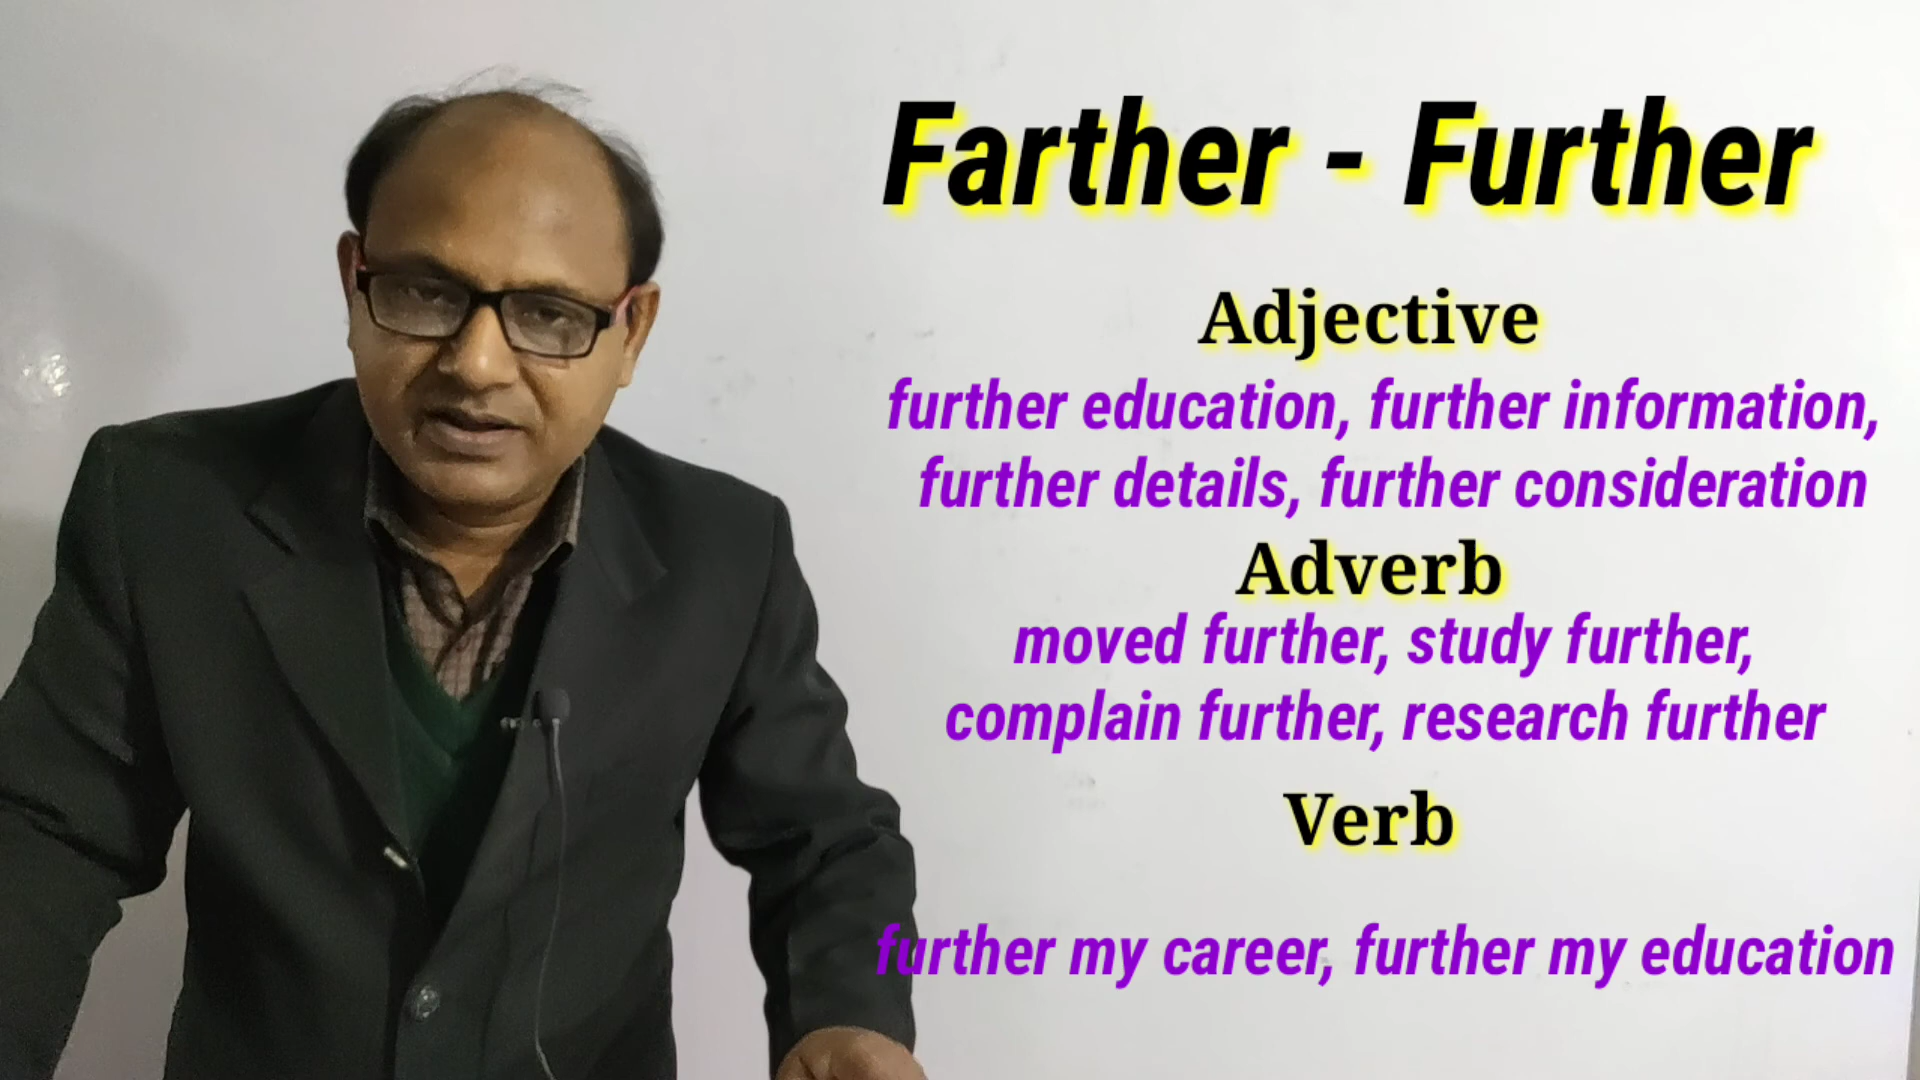 Farther - Further
Adjective
further education, further information,
further details, further consideration
Adverb
moved further, study further,
complain further, research further
Verb
further my career, further my education